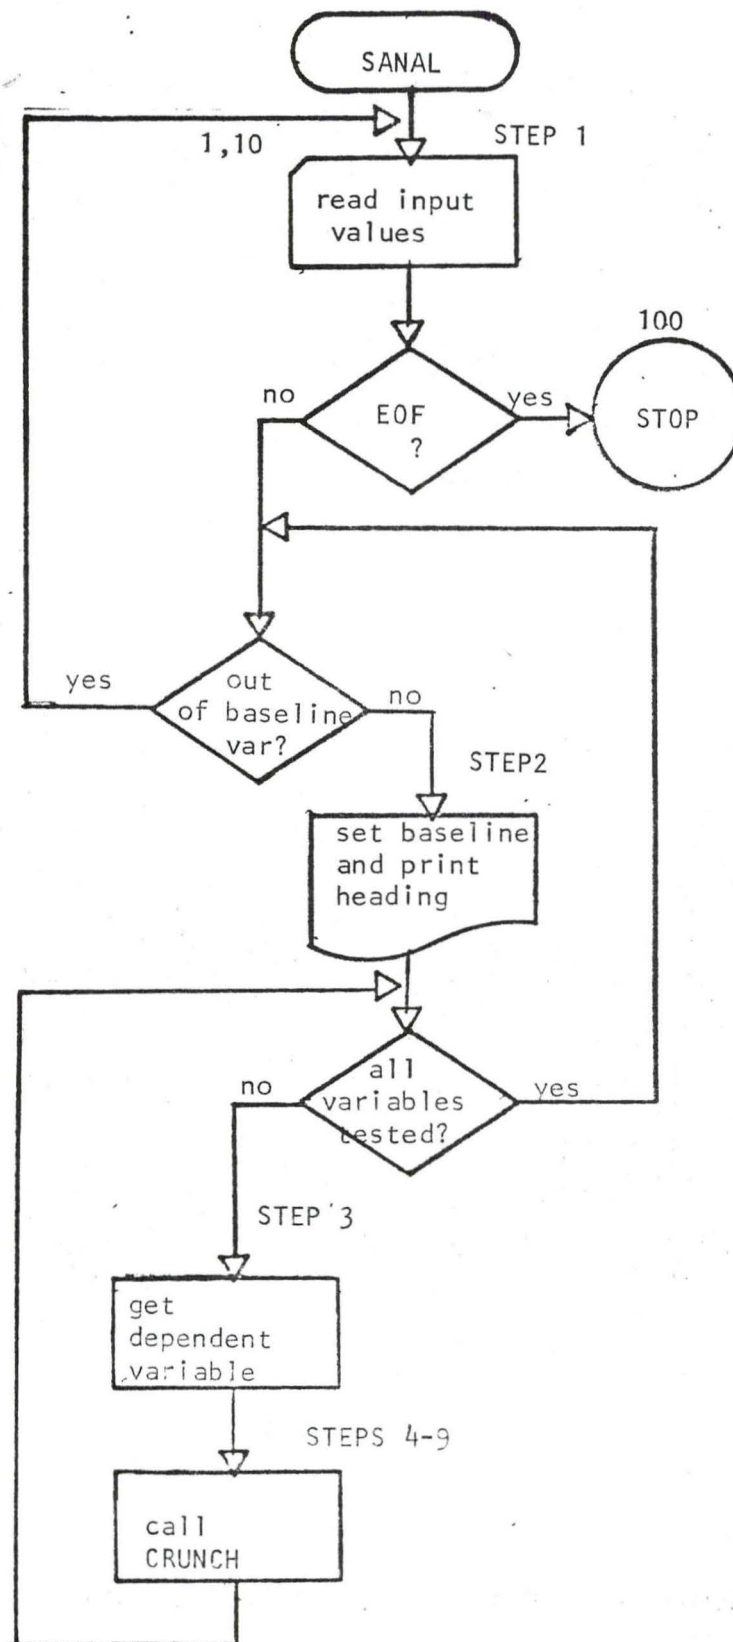 SANAL
1,10
STEP 1
read input
values
100
no
EOF
?
yes
STOP
yes
out
of baseline
var?
no
STEP2
set baseline
and print
heading
no
all
variables
tested?
yes
STEP 3
get
dependent
variable
STEPS 4-9
call
CRUNCH